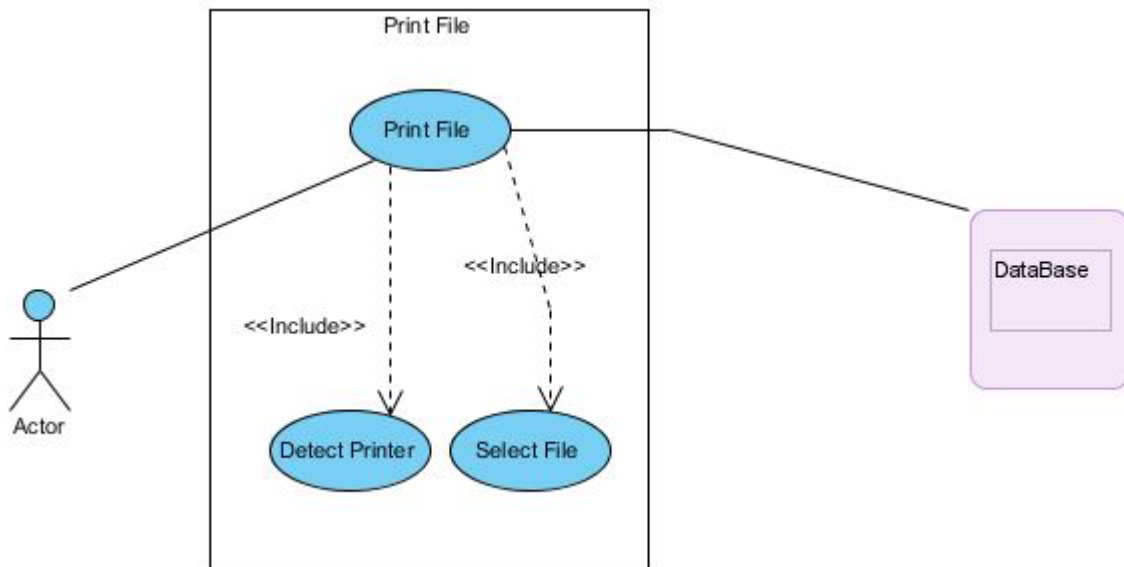 Print File
Print File
<<Include>>
DataBase
<<Include>>
Actor
Detect Printer
Select File